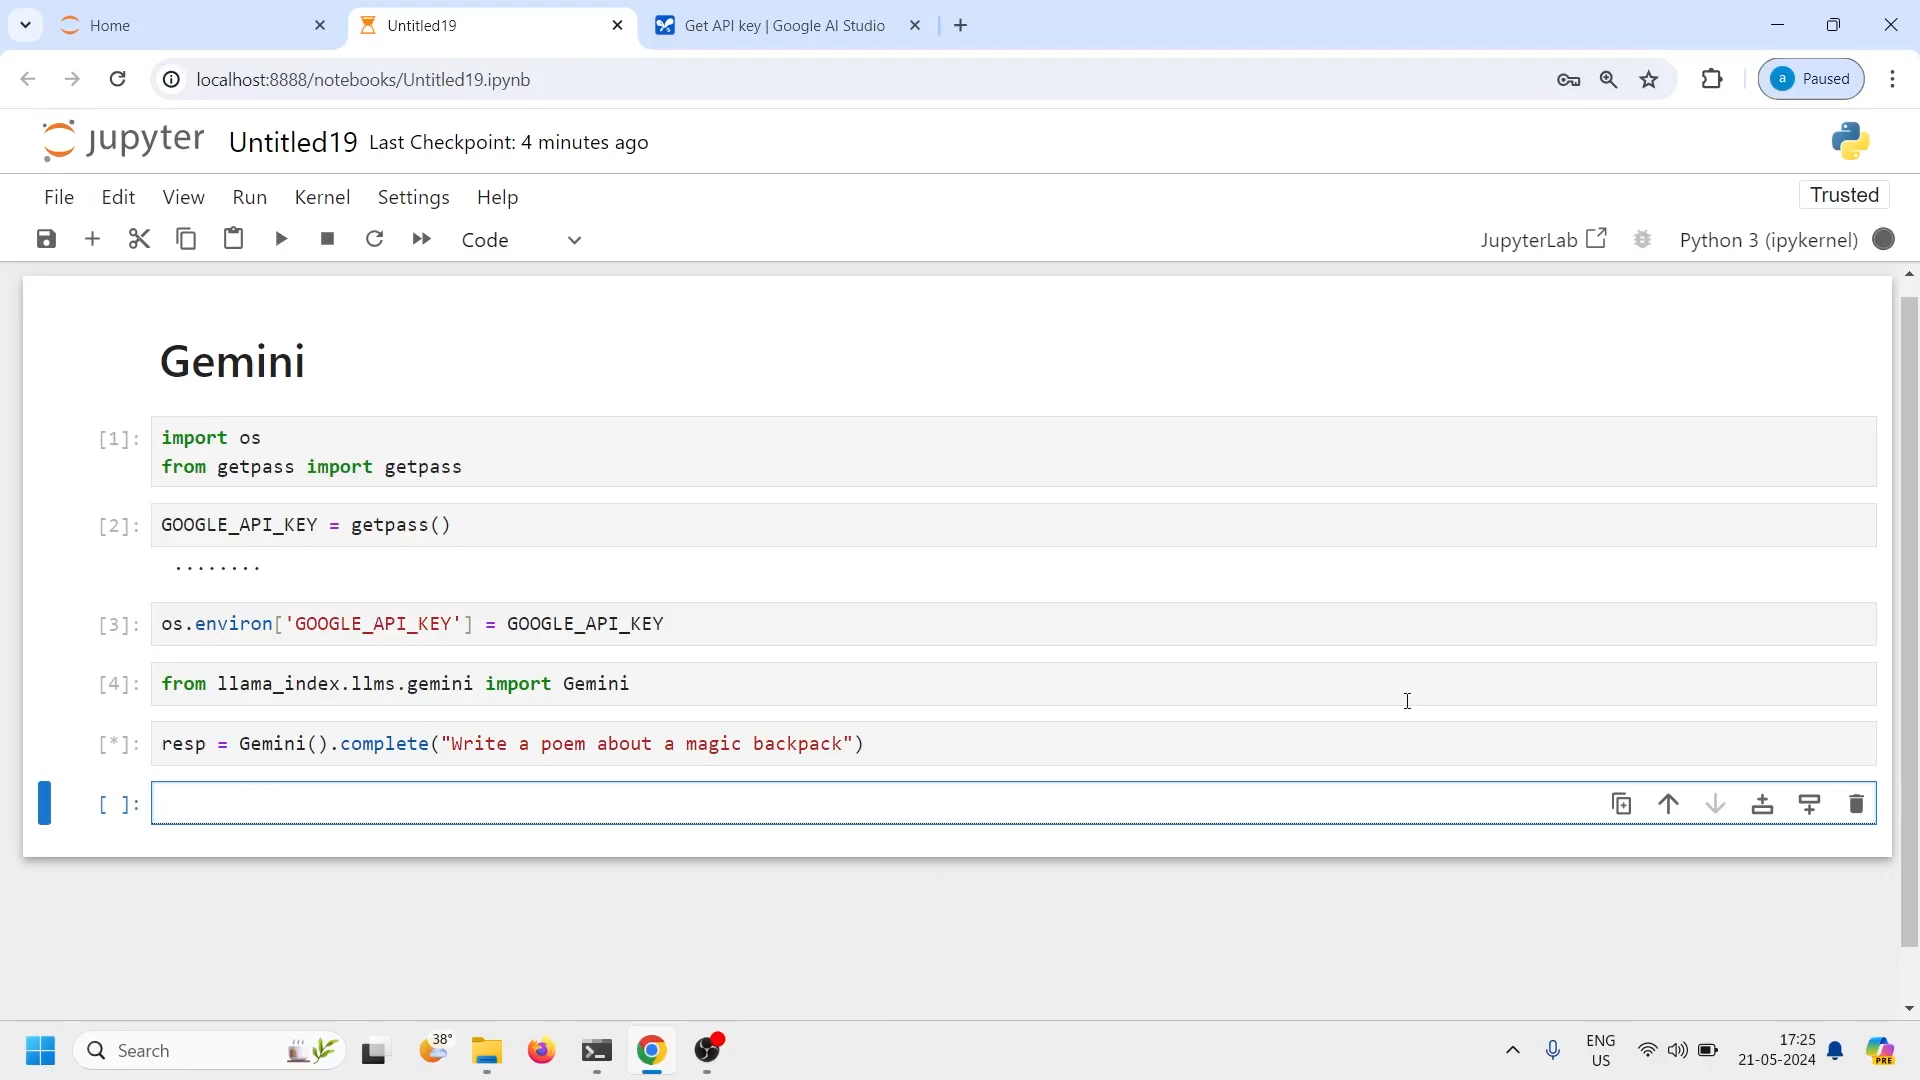 Home
Untitled19
Get API key | Google AI Studio
localhost:8888/notebooks/Untitled19.ipynb
a Paused
jupyter Untitled19 Last Checkpoint: 4 minutes ago
File Edit View Run Kernel Settings Help
Trusted
Code
JupyterLab
Python 3 (ipykernel)
Gemini
[1]: import os
from getpass import getpass
[2]: GOOGLE_API_KEY = getpass()
········
[3]: os.environ['GOOGLE_API_KEY'] = GOOGLE_API_KEY
[4]: from llama_index.llms.gemini import Gemini
[*]: resp = Gemini().complete("Write a poem about a magic backpack")
[ ]:
Search
38°
ENG
US
17:25
21-05-2024
PRE